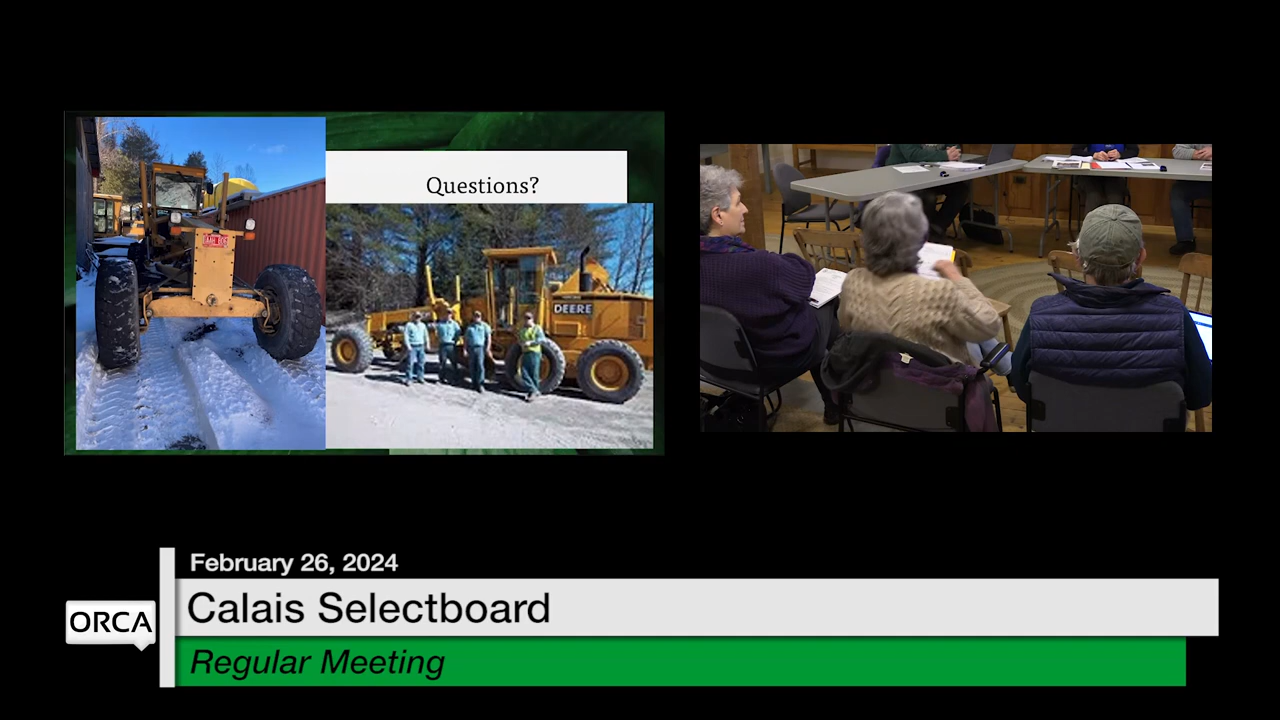 Questions?
DEERE
February 26, 2024
Calais Selectboard
ORCA
Regular Meeting